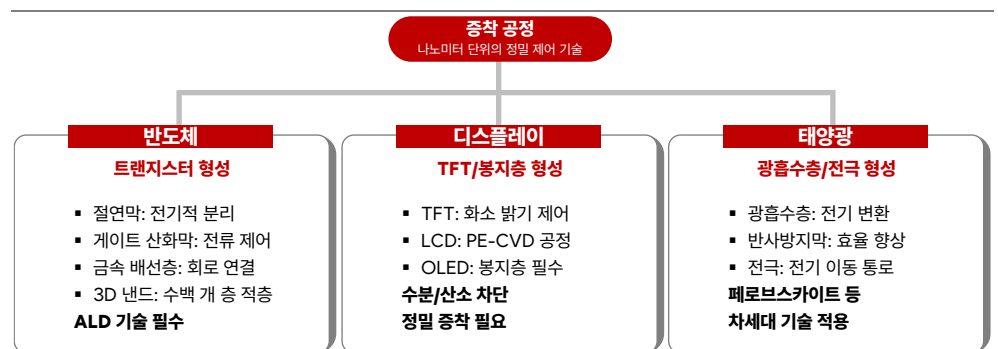 증착 공정
나노미터 단위의 정밀 제어 기술
반도체
트랜지스터 형성
▪ 절연막: 전기적 분리
▪ 게이트 산화막: 전류 제어
▪ 금속 배선층: 회로 연결
▪ 3D 낸드: 수백 개 층 적층
ALD 기술 필수
디스플레이
TFT/봉지층 형성
▪ TFT: 화소 밝기 제어
▪ LCD: PE-CVD 공정
▪ OLED: 봉지층 필수
수분/산소 차단
정밀 증착 필요
태양광
광흡수층/전극 형성
▪ 광흡수층: 전기 변환
▪ 반사방지막: 효율 향상
▪ 전극: 전기 이동 통로
페로브스카이트 등
차세대 기술 적용